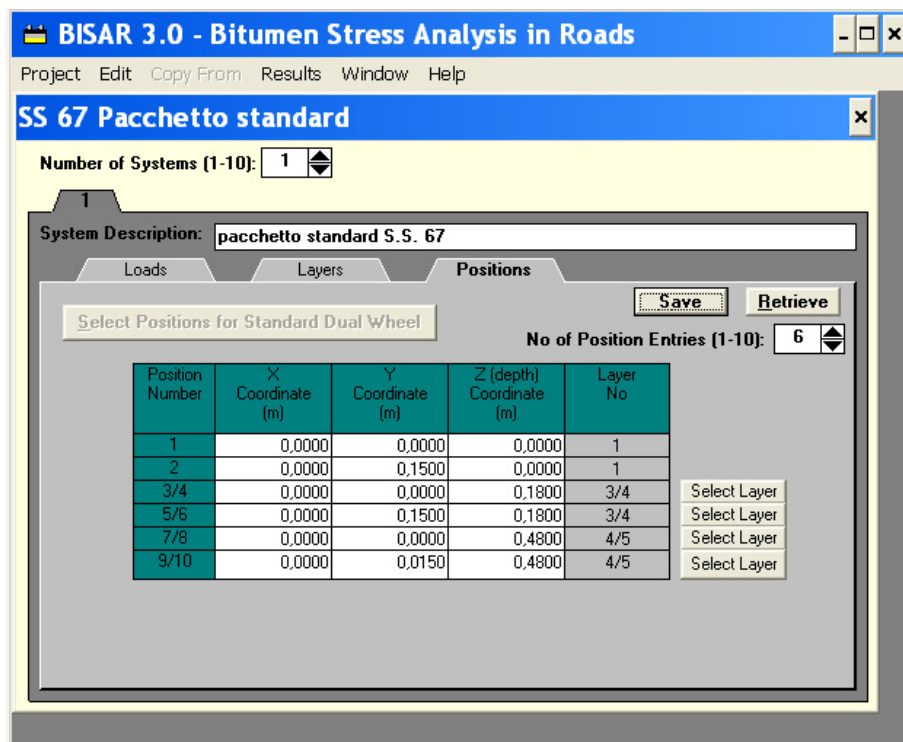 BISAR 3.0 - Bitumen Stress Analysis in Roads
Project Edit Copy From Results Window Help
SS 67 Pacchetto standard
Number of Systems (1-10): 1
1
System Description: pacchetto standard S.S. 67
Loads Layers Positions
Save Retrieve
Select Positions for Standard Dual Wheel
No of Position Entries (1-10): 6
Position Number X Coordinate (m) Y Coordinate (m) Z (depth) Coordinate (m) Layer No
1 0,0000 0,0000 0,0000 1
2 0,0000 0,1500 0,0000 1
3/4 0,0000 0,0000 0,1800 3/4 Select Layer
5/6 0,0000 0,1500 0,1800 3/4 Select Layer
7/8 0,0000 0,0000 0,4800 4/5 Select Layer
9/10 0,0000 0,0150 0,4800 4/5 Select Layer